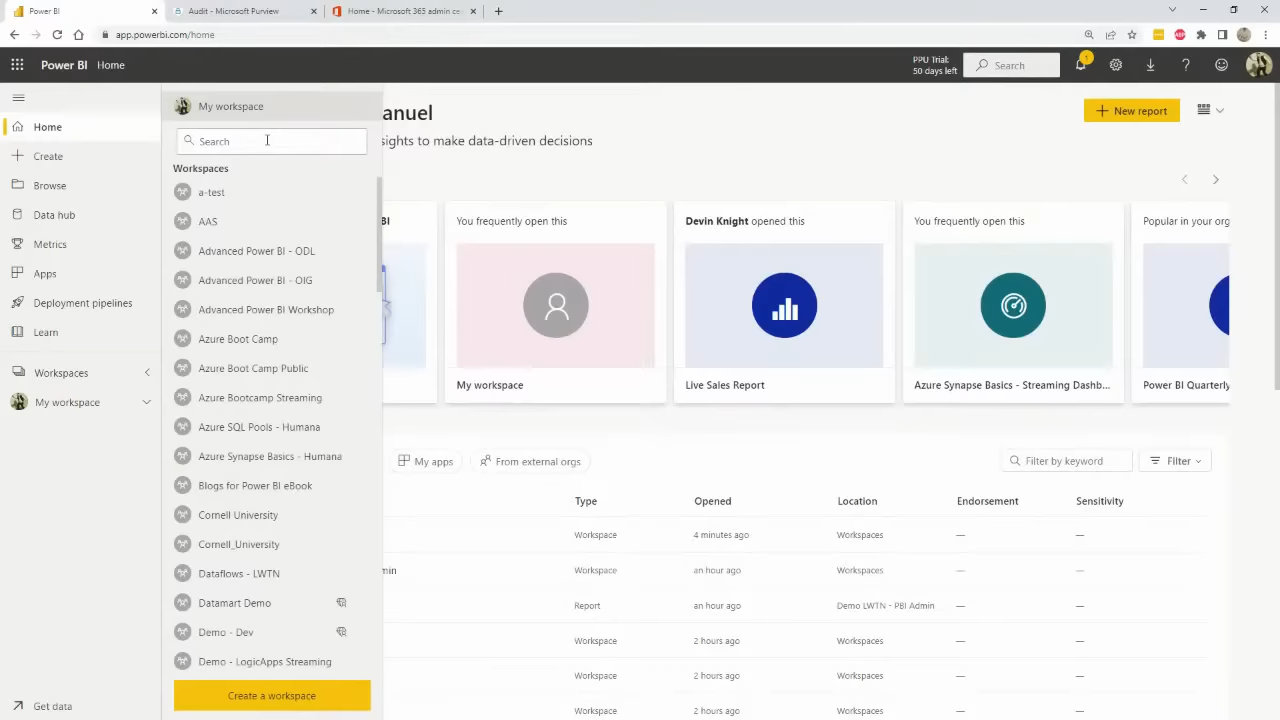 Power BI
Audit - Microsoft Purview
Home - Microsoft 365 admin ce
app.powerbi.com/home
Power BI Home
PPU Trial:
50 days left
Search
1
Home
Create
Browse
Data hub
Metrics
Apps
Deployment pipelines
Learn
Workspaces
My workspace
Get data
My workspace
Search
Workspaces
a-test
AAS
Advanced Power BI - ODL
Advanced Power BI - OIG
Advanced Power BI Workshop
Azure Boot Camp
Azure Boot Camp Public
Azure Bootcamp Streaming
Azure SQL Pools - Humana
Azure Synapse Basics - Humana
Blogs for Power BI eBook
Cornell University
Cornell_University
Dataflows - LWTN
Datamart Demo
Demo - Dev
Demo - LogicApps Streaming
Create a workspace
anuel
sights to make data-driven decisions
New report
BI
You frequently open this
My workspace
Devin Knight opened this
Live Sales Report
You frequently open this
Azure Synapse Basics - Streaming Dashb...
Popular in your org
Power BI Quarterly
My apps
From external orgs
Filter by keyword
Filter
Type Opened Location Endorsement Sensitivity
Workspace 4 minutes ago Workspaces — —
min Workspace an hour ago Workspaces — —
Report an hour ago Demo LWTN - PBI Admin — —
Workspace 2 hours ago Workspaces — —
Workspace 2 hours ago Workspaces — —
Workspace 2 hours ago Workspaces — —